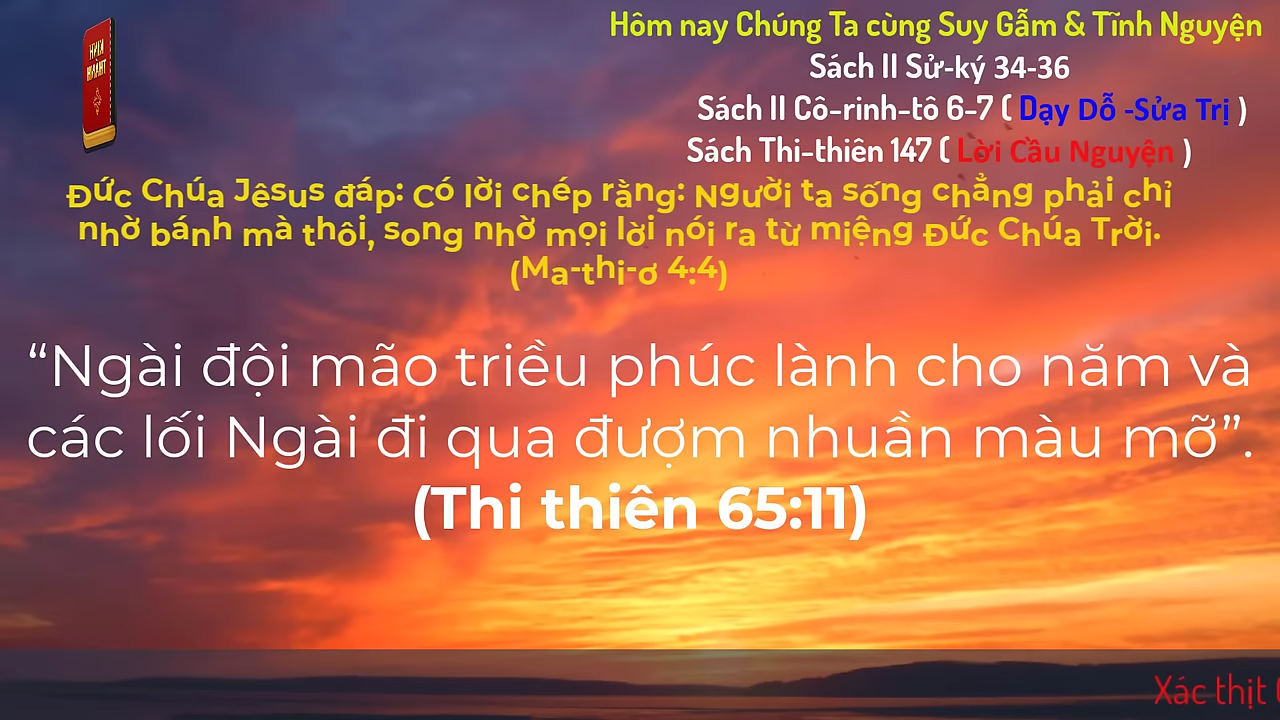 KINH
THÁNH
Hôm nay Chúng Ta cùng Suy Gẫm & Tĩnh Nguyện
Sách II Sử-ký 34-36
Sách II Cô-rinh-tô 6-7 ( Dạy Dỗ -Sửa Trị )
Sách Thi-thiên 147 ( Lời Cầu Nguyện )
Đức Chúa Jêsus đáp: Có lời chép rằng: Người ta sống chẳng phải chỉ
nhờ bánh mà thôi, song nhờ mọi lời nói ra từ miệng Đức Chúa Trời.
(Ma-thi-ơ 4:4)
“Ngài đội mão triều phúc lành cho năm và
các lối Ngài đi qua đượm nhuần màu mỡ”.
(Thi thiên 65:11)
Xác thịt